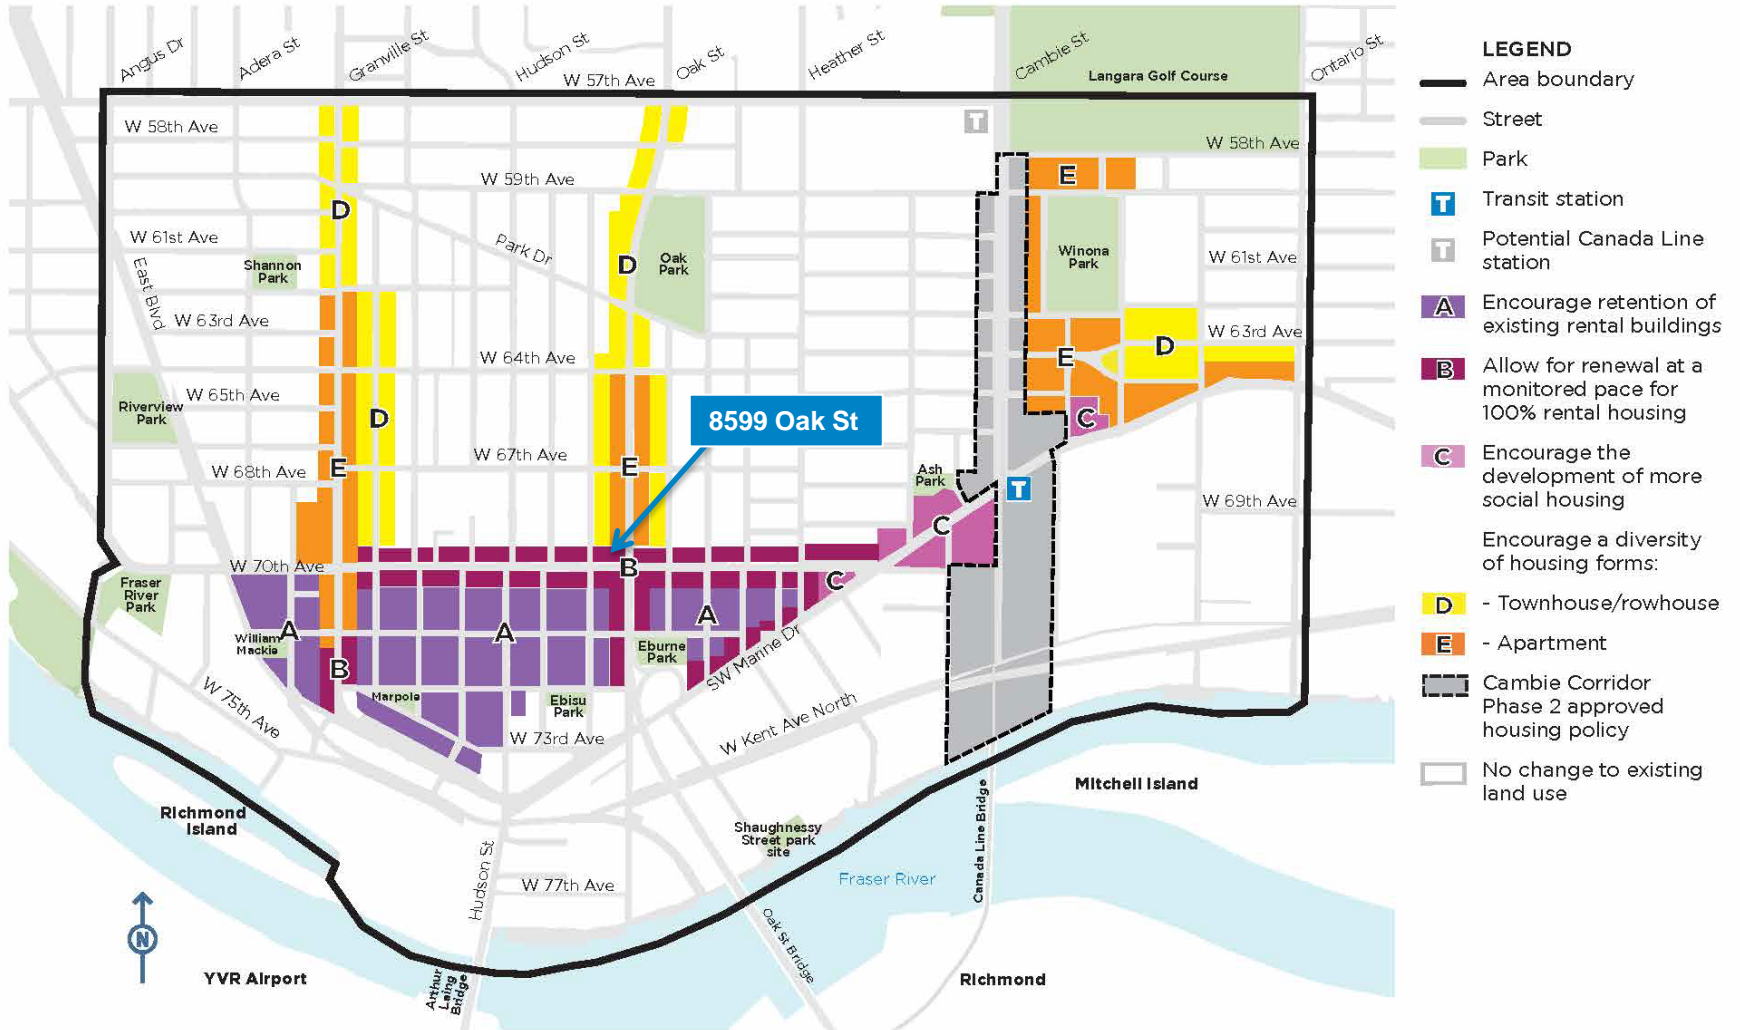 Angus Dr
Adera St
Granville St
Hudson St
W 57th Ave
Oak St
Heather St
Cambie St
Langara Golf Course
Ontario St
W 58th Ave
T
W 58th Ave
W 59th Ave
E
D
W 61st Ave
Park Dr
D
Oak
Park
Winona
Park
W 61st Ave
East Blvd
Shannon
Park
W 63rd Ave
W 63rd Ave
W 64th Ave
E
D
W 65th Ave
Riverview
Park
D
8599 Oak St
C
W 67th Ave
W 68th Ave
E
E
Ash
Park
T
W 69th Ave
C
W 70th Ave
B
Fraser
River
Park
C
A
A
A
William
Mackie
Eburne
Park
SW Marine Dr
B
Marpole
Ebisu
Park
W 75th Ave
W 73rd Ave
W Kent Ave North
Mitchell Island
Richmond
Island
Shaughnessy
Street park
site
Canada Line Bridge
Fraser River
Hudson St
W 77th Ave
N
Oak St Bridge
YVR Airport
Arthur
Laing
Bridge
Richmond
LEGEND
Area boundary
Street
Park
T Transit station
T Potential Canada Line
station
A Encourage retention of
existing rental buildings
B Allow for renewal at a
monitored pace for
100% rental housing
C Encourage the
development of more
social housing
Encourage a diversity
of housing forms:
D - Townhouse/rowhouse
E - Apartment
Cambie Corridor
Phase 2 approved
housing policy
No change to existing
land use